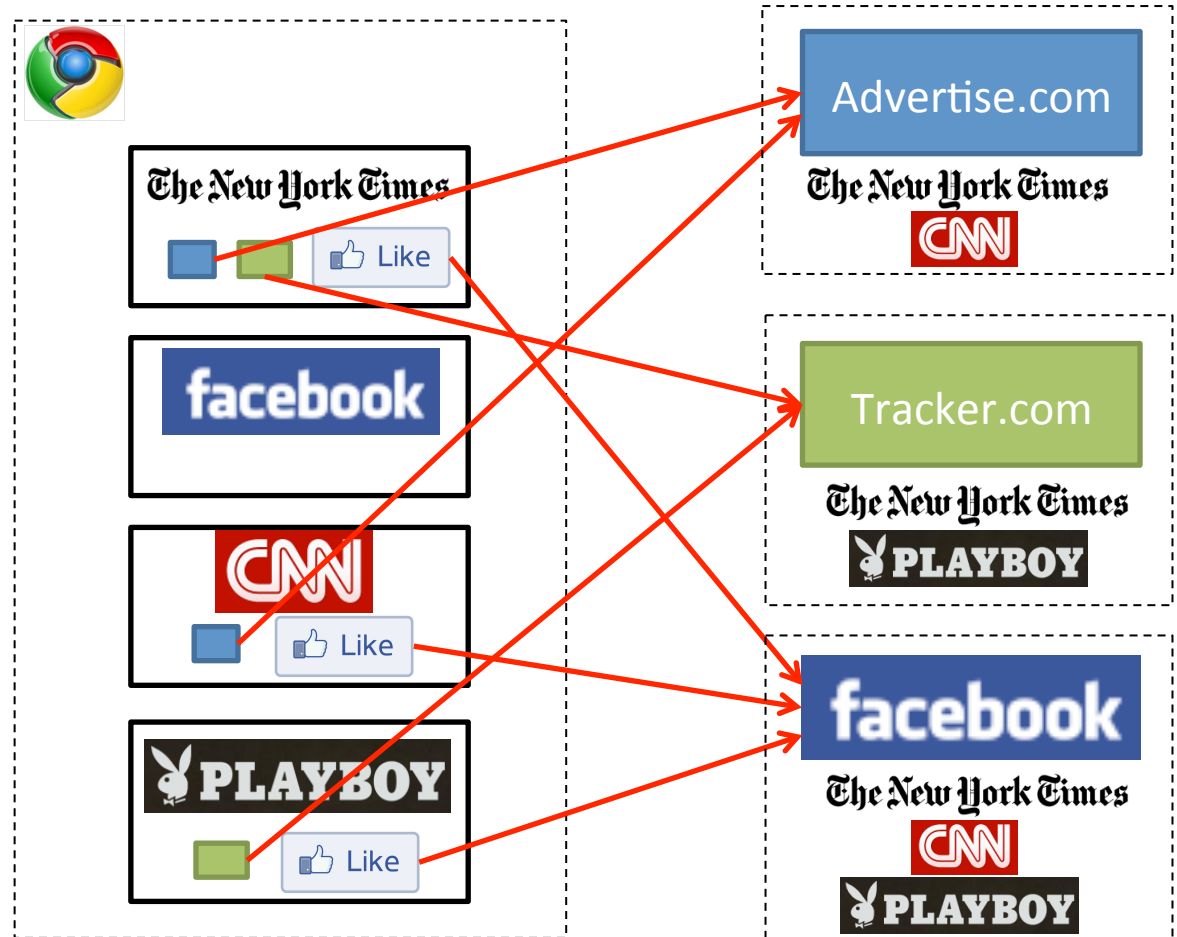 The New York Times
Like
facebook
CNN
Like
PLAYBOY
Like
Advertise.com
The New York Times
CNN
Tracker.com
The New York Times
PLAYBOY
facebook
The New York Times
CNN
PLAYBOY